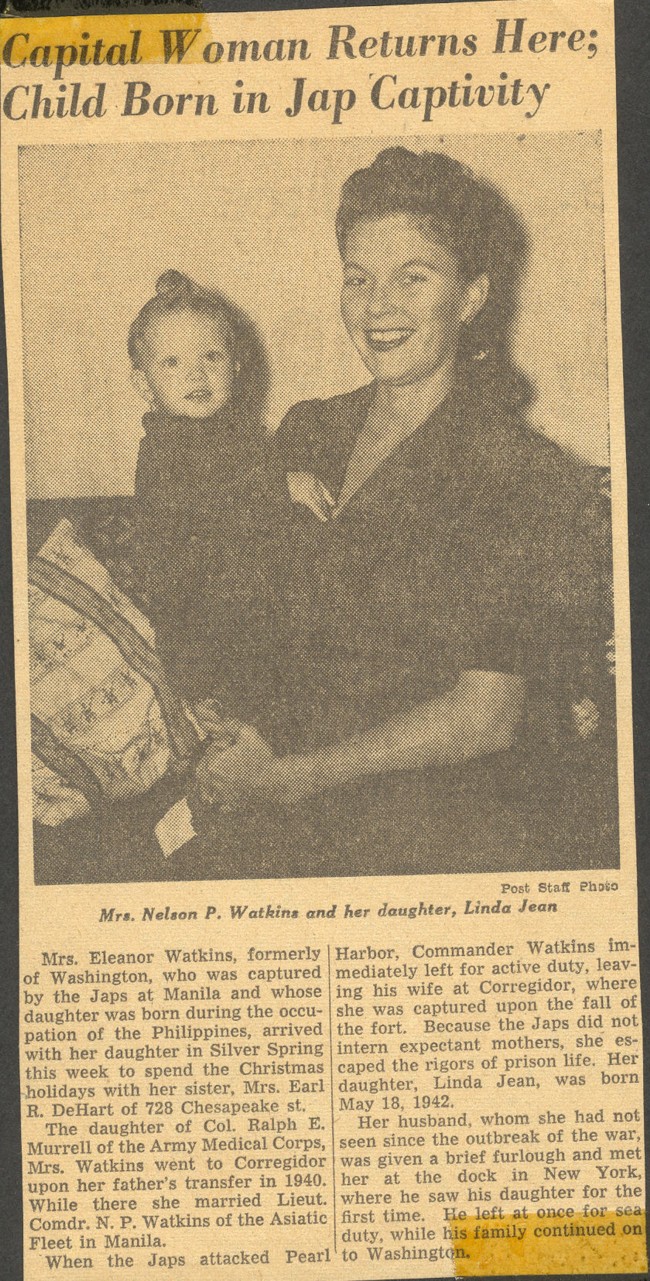 Capital Woman Returns Here;
Child Born in Jap Captivity
Post Staff Photo
Mrs. Nelson P. Watkins and her daughter, Linda Jean
Mrs. Eleanor Watkins, formerly
of Washington, who was captured
by the Japs at Manila and whose
daughter was born during the occu-
pation of the Philippines, arrived
with her daughter in Silver Spring
this week to spend the Christmas
holidays with her sister, Mrs. Earl
R. DeHart of 728 Chesapeake st.
The daughter of Col. Ralph E.
Murrell of the Army Medical Corps,
Mrs. Watkins went to Corregidor
upon her father's transfer in 1940.
While there she married Lieut.
Comdr. N. P. Watkins of the Asiatic
Fleet in Manila.
When the Japs attacked Pearl
Harbor, Commander Watkins im-
mediately left for active duty, leav-
ing his wife at Corregidor, where
she was captured upon the fall of
the fort. Because the Japs did not
intern expectant mothers, she es-
caped the rigors of prison life. Her
daughter, Linda Jean, was born
May 18, 1942.
Her husband, whom she had not
seen since the outbreak of the war,
was given a brief furlough and met
her at the dock in New York,
where he saw his daughter for the
first time. He left at once for sea
duty, while his family continued on
to Washington.